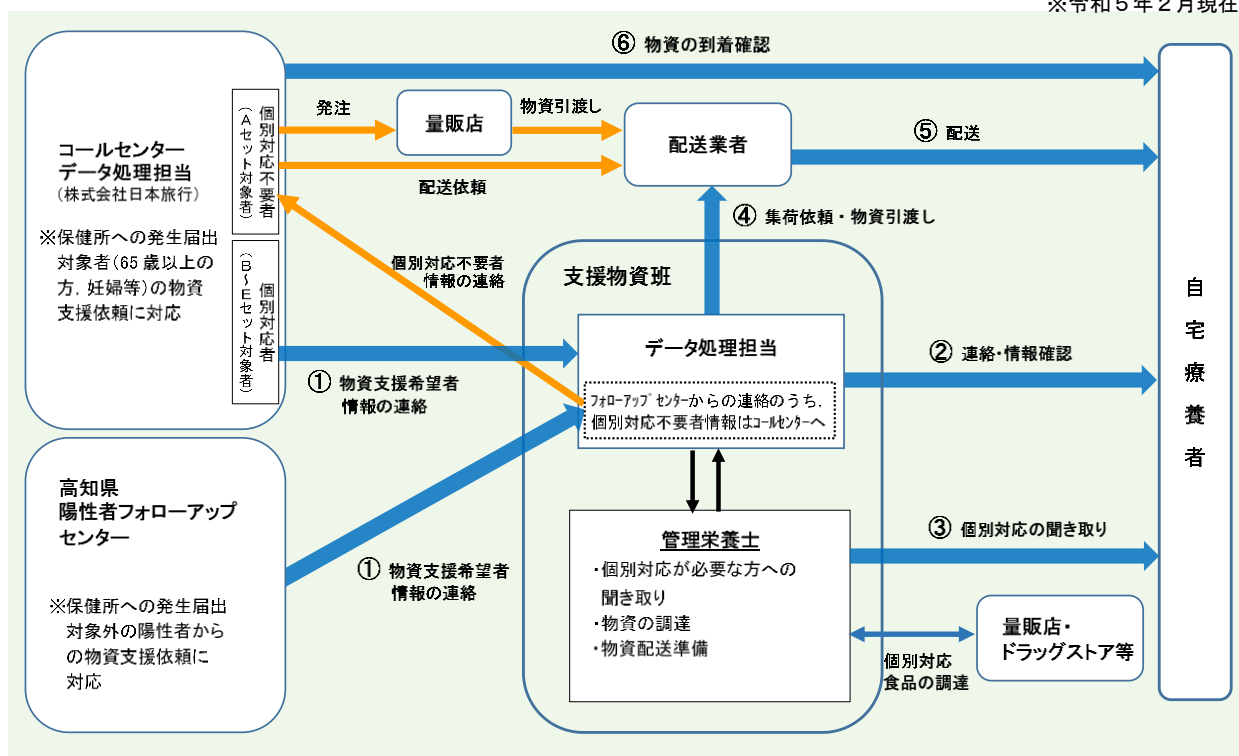 ※令和５年２月現在
⑥ 物資の到着確認
コールセンター
データ処理担当
(株式会社日本旅行)
※保健所への発生届出
対象者(65 歳以上の
方，妊婦等)の物資
支援依頼に対応
個別対応不要者
(Aセット対象者)
個別対応者
(B～Eセット対象者)
発注
量販店
物資引渡し
配送業者
⑤ 配送
配送依頼
④ 集荷依頼・物資引渡し
個別対応不要者
情報の連絡
支援物資班
データ処理担当
フォローアップセンターからの連絡のうち，
個別対応不要者情報はコールセンターへ
① 物資支援希望者
情報の連絡
② 連絡・情報確認
高知県
陽性者フォローアップ
センター
※保健所への発生届出
対象外の陽性者から
の物資支援依頼に
対応
① 物資支援希望者
情報の連絡
管理栄養士
・個別対応が必要な方への
聞き取り
・物資の調達
・物資配送準備
③ 個別対応の聞き取り
個別対応
食品の調達
量販店・
ドラッグストア等
自宅療養者